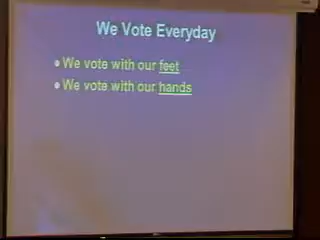 We Vote Everyday
• We vote with our feet
• We vote with our hands